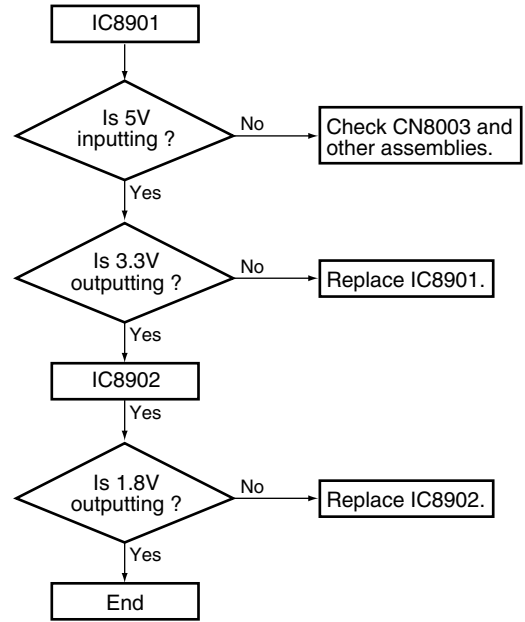 IC8901
Is 5V
inputting ?
No
Check CN8003 and
other assemblies.
Yes
Is 3.3V
outputting ?
No
Replace IC8901.
Yes
IC8902
Yes
Is 1.8V
outputting ?
No
Replace IC8902.
Yes
End